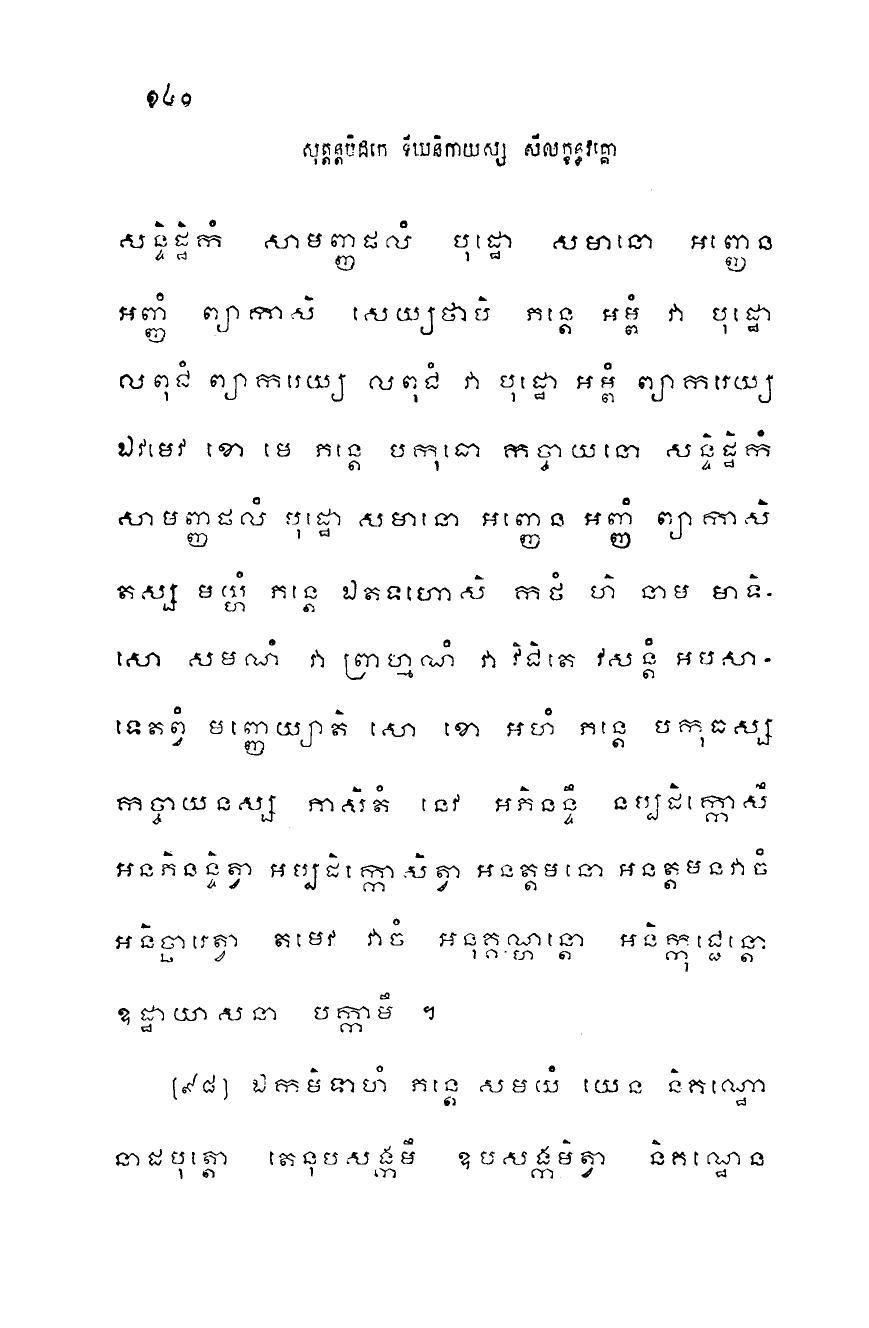 ១៤០
សុត្តន្តបិដកេ ទីឃនិកាយស្ស សីលក្ខន្ធវគ្គោ
សន្ទិដ្ឋិកំ សាមញ្ញផលំ បុដ្ឋោ សមានោ អញ្ញេន
អញ្ញំ ព្យាកាសិ សេយ្យថាបិ ភន្តេ អម្ពំ វា បុដ្ឋោ
លពុជំ ព្យាករេយ្យ លពុជំ វា បុដ្ឋោ អម្ពំ ព្យាករេយ្យ
ឯវមេវ ខោ មេ ភន្តេ បកុធោ កច្ចាយនោ សន្ទិដ្ឋិកំ
សាមញ្ញផលំ បុដ្ឋោ សមានោ អញ្ញេន អញ្ញំ ព្យាកាសិ
តស្ស មយ្ហំ ភន្តេ ឯតទហោសិ កថំ ហិ នាម មាទិ-
សោ សមណំ វា ព្រាហ្មណំ វា វិជិតេ វសន្តំ អបសា-
ទេតព្វំ មញ្ញេយ្យាតិ សោ ខោ អហំ ភន្តេ បកុធស្ស
កច្ចាយនស្ស ភាសិតំ នេវ អភិនន្ទឹ នប្បដិក្កោសឹ
អនភិនន្ទិត្វា អប្បដិក្កោសិត្វា អនត្តមនោ អនត្តមនវាចំ
អនិច្ឆារេត្វា តមេវ វាចំ អនុគ្គណ្ហន្តោ អនិក្កុជ្ជេន្តោ
ឧដ្ឋាយាសនា បក្កាមឹ ។
[៩៨] ឯកមិទាហំ ភន្តេ សមយំ យេន និគណ្ឋោ
នាដបុត្តោ តេនុបសង្កមឹ ឧបសង្កមិត្វា និគណ្ឋេន